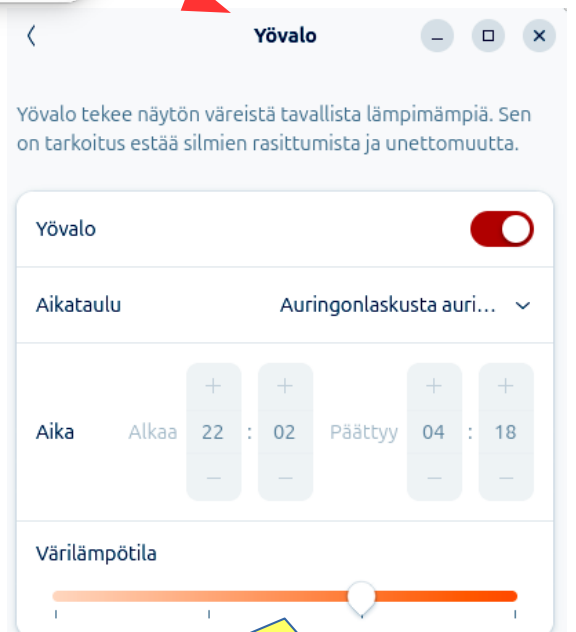 Yövalo
Yövalo tekee näytön väreistä tavallista lämpimämpiä. Sen
on tarkoitus estää silmien rasittumista ja unettomuutta.
Yövalo
Aikataulu Auringonlaskusta auri…
Aika Alkaa 22 : 02 Päättyy 04 : 18
Värilämpötila